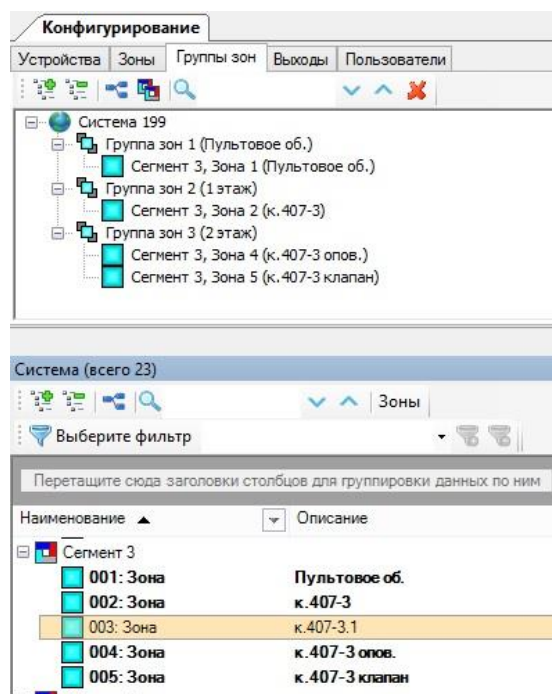 Конфигурирование
Устройства Зоны Группы зон Выходы Пользователи
Система 199
Группа зон 1 (Пультовое об.)
Сегмент 3, Зона 1 (Пультовое об.)
Группа зон 2 (1 этаж)
Сегмент 3, Зона 2 (к.407-3)
Группа зон 3 (2 этаж)
Сегмент 3, Зона 4 (к.407-3 опов.)
Сегмент 3, Зона 5 (к.407-3 клапан)
Система (всего 23)
Зоны
Выберите фильтр
Перетащите сюда заголовки столбцов для группировки данных по ним
Наименование Описание
Сегмент 3
001: Зона Пультовое об.
002: Зона к.407-3
003: Зона к.407-3.1
004: Зона к.407-3 опов.
005: Зона к.407-3 клапан